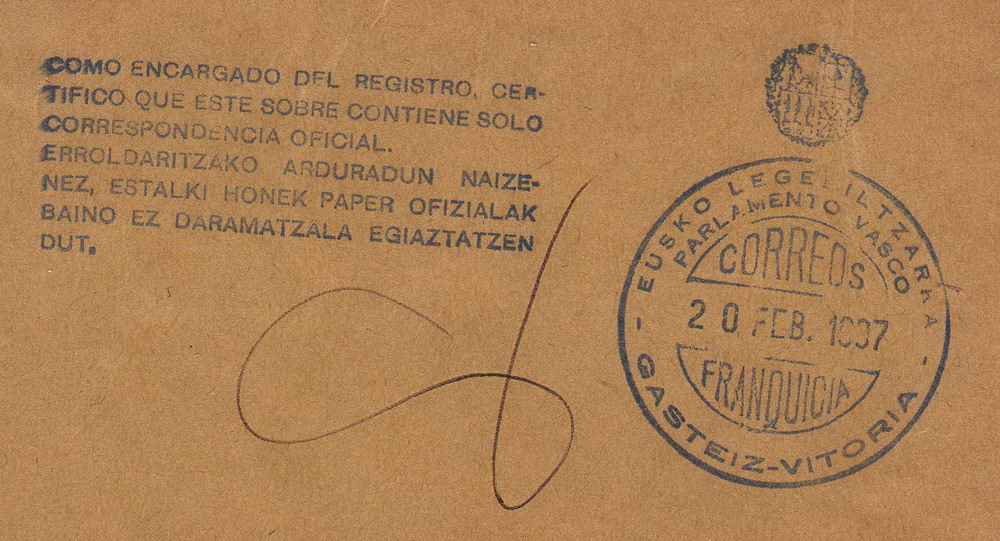 COMO ENCARGADO DEL REGISTRO, CER-
TIFICO QUE ESTE SOBRE CONTIENE SOLO
CORRESPONDENCIA OFICIAL.
ERROLDARITZAKO ARDURADUN NAIZE-
NEZ, ESTALKI HONEK PAPER OFIZIALAK
BAINO EZ DARAMATZALA EGIAZTATZEN
DUT.
EUSKO LEGEBILTZARRA
PARLAMENTO VASCO
CORREOS
20 FEB. 1997
FRANQUICIA
- GASTEIZ-VITORIA -